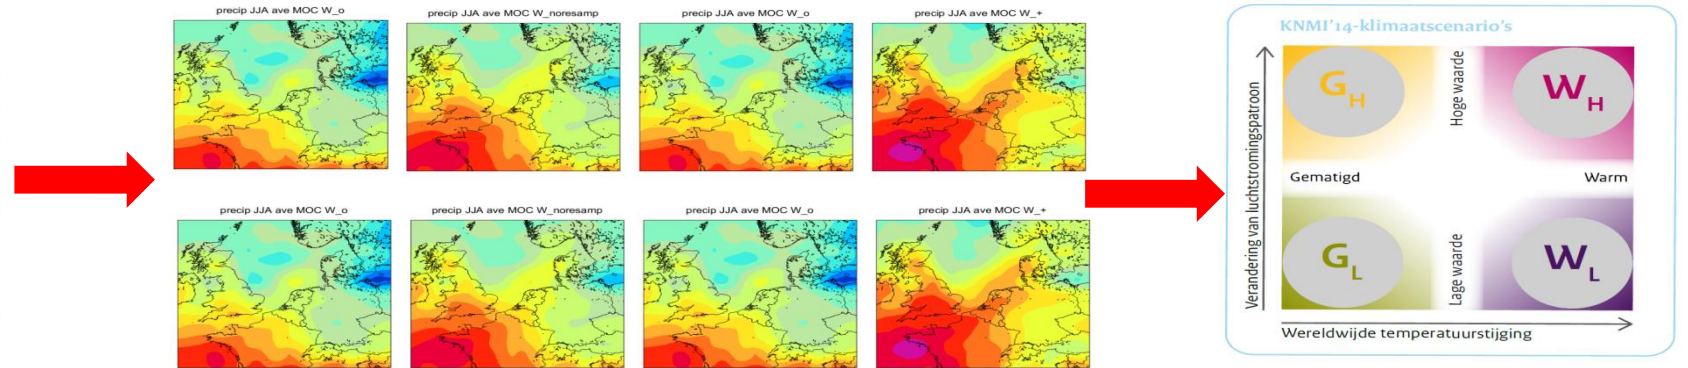 precip JJA ave MOC W_o
precip JJA ave MOC W_noresamp
precip JJA ave MOC W_o
precip JJA ave MOC W_+
precip JJA ave MOC W_o
precip JJA ave MOC W_noresamp
precip JJA ave MOC W_o
precip JJA ave MOC W_+
KNMI'14-klimaatscenario's
Verandering van luchtstromingspatroon
GH
Hoge waarde
WH
Gematigd
Warm
GL
Lage waarde
WL
Wereldwijde temperatuurstijging